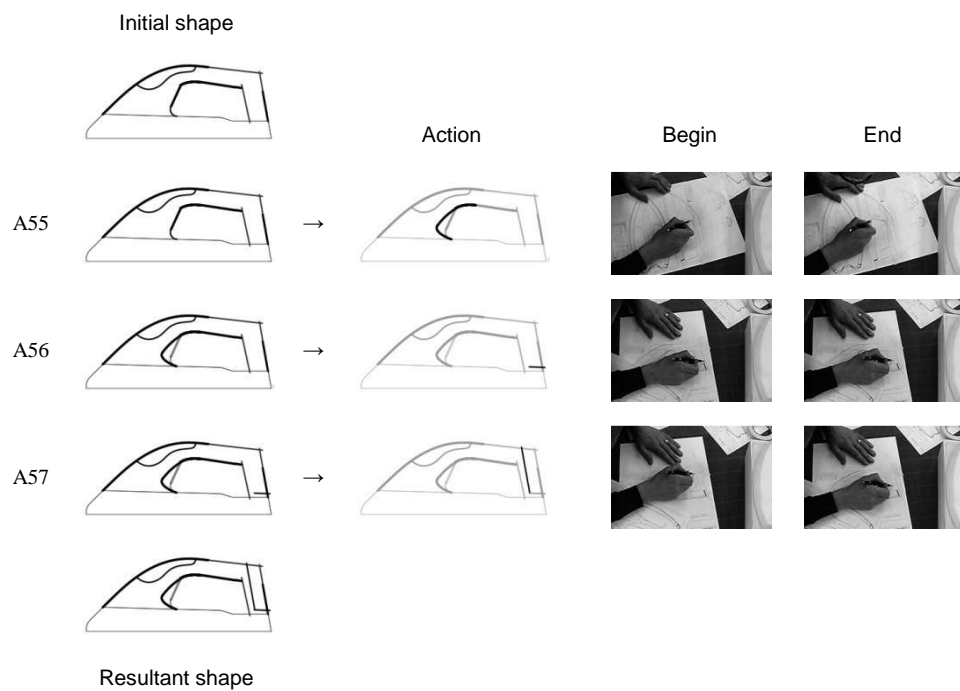 Initial shape
Action Begin End
A55 →
A56 →
A57 →
Resultant shape